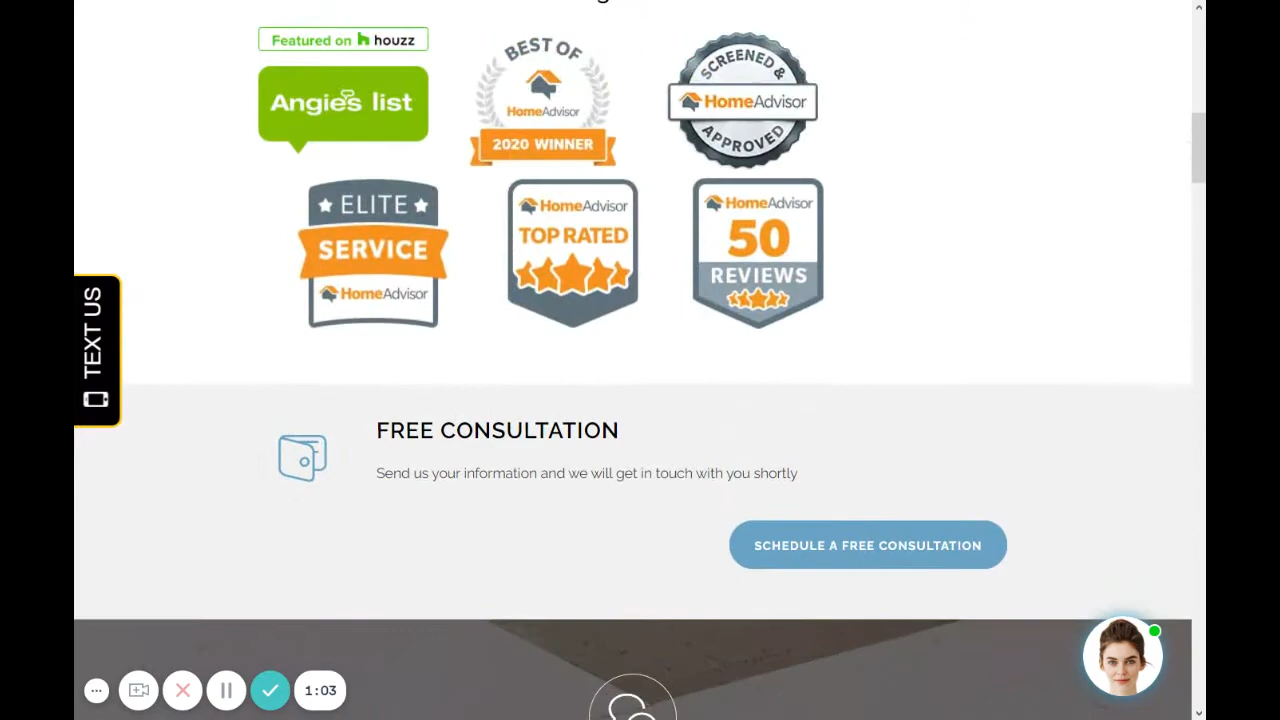 Featured on houzz
Angie's list
BEST OF
HomeAdvisor
2020 WINNER
SCREENED &
HomeAdvisor
APPROVED
ELITE
SERVICE
HomeAdvisor
HomeAdvisor
TOP RATED
HomeAdvisor
50
REVIEWS
TEXT US
FREE CONSULTATION
Send us your information and we will get in touch with you shortly
SCHEDULE A FREE CONSULTATION
1:03